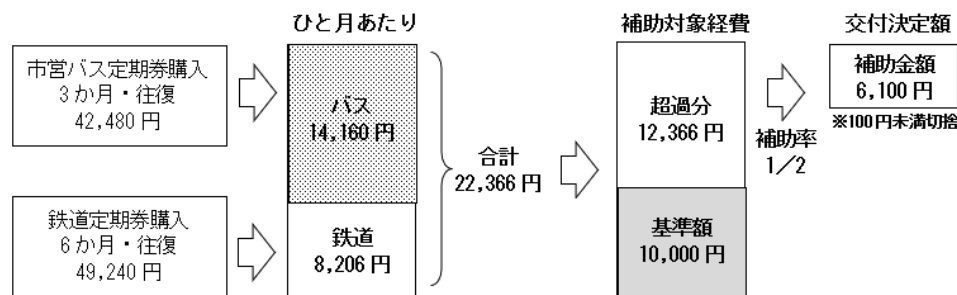 ひと月あたり
補助対象経費
交付決定額
市営バス定期券購入
3か月・往復
42,480円
バス
14,160円
超過分
12,366円
補助金額
6,100円
※100円未満切捨
補助率
1/2
合計
22,366円
鉄道定期券購入
6か月・往復
49,240円
鉄道
8,206円
基準額
10,000円